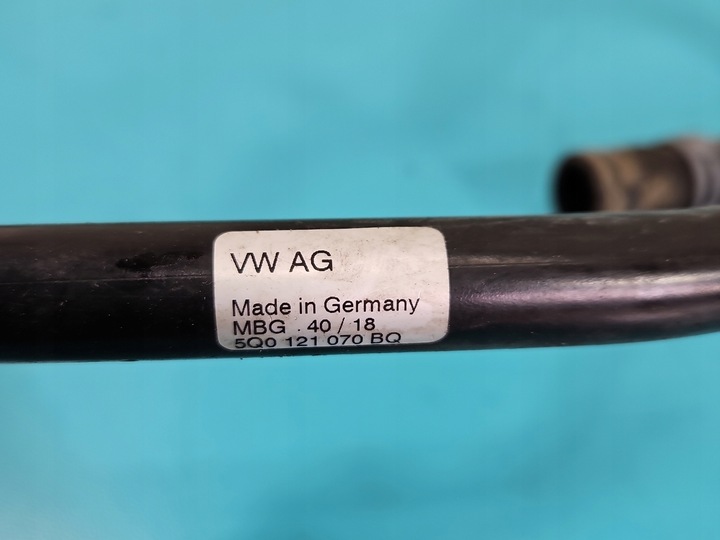 VW AG
Made in Germany
MBG . 40 / 18
5Q0 121 070 BQ